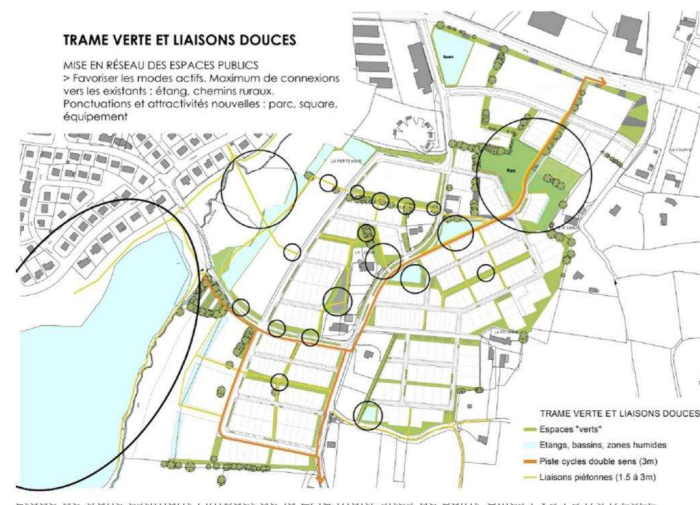 TRAME VERTE ET LIAISONS DOUCES
MISE EN RÉSEAU DES ESPACES PUBLICS
> Favoriser les modes actifs. Maximum de connexions
vers les existants : étang, chemins ruraux.
Ponctuations et attractivités nouvelles : parc, square,
équipement
Bassin
Parc
TRAME VERTE ET LIAISONS DOUCES
Espaces "verts"
Etangs, bassins, zones humides
Piste cycles double sens (3m)
Liaisons piétonnes (1.5 à 3m)